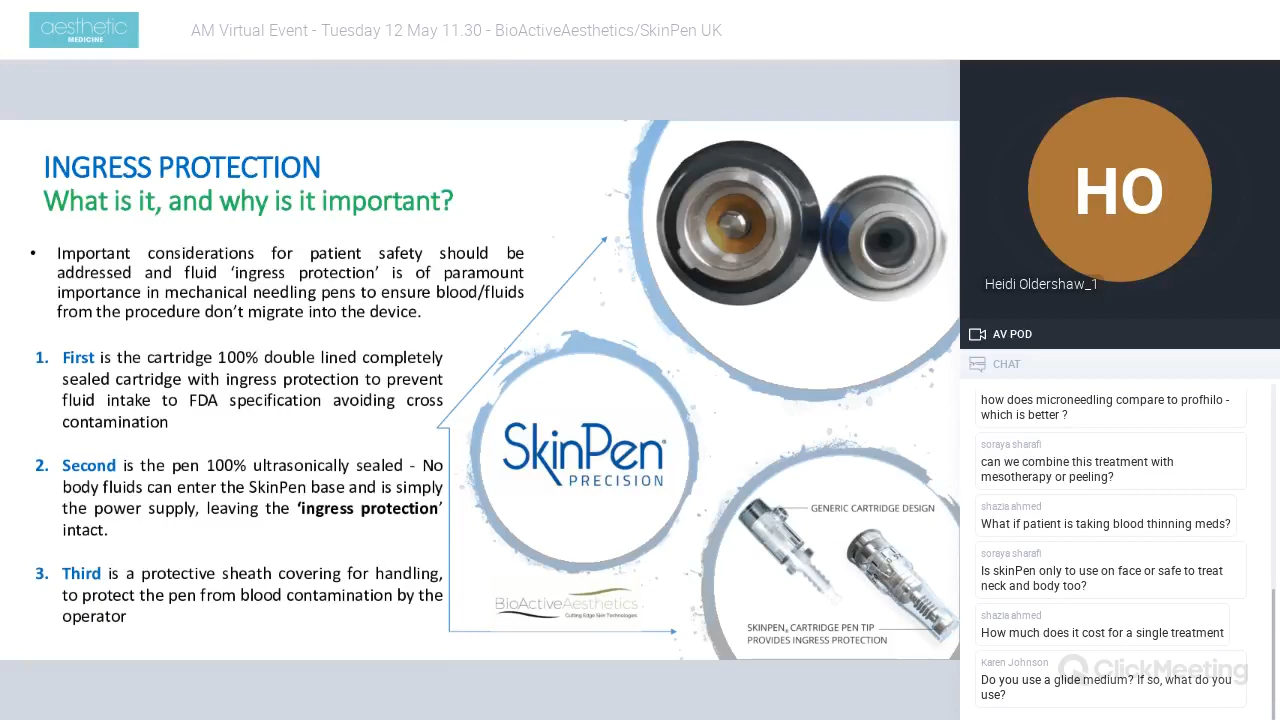 aesthetic
MEDICINE
AM Virtual Event - Tuesday 12 May 11.30 - BioActiveAesthetics/SkinPen UK
INGRESS PROTECTION
What is it, and why is it important?
• Important considerations for patient safety should be
addressed and fluid ‘ingress protection’ is of paramount
importance in mechanical needling pens to ensure blood/fluids
from the procedure don’t migrate into the device.
1. First is the cartridge 100% double lined completely
sealed cartridge with ingress protection to prevent
fluid intake to FDA specification avoiding cross
contamination
2. Second is the pen 100% ultrasonically sealed - No
body fluids can enter the SkinPen base and is simply
the power supply, leaving the ‘ingress protection’
intact.
3. Third is a protective sheath covering for handling,
to protect the pen from blood contamination by the
operator
SkinPen®
PRECISION
BioActiveAesthetics
Cutting Edge Skin Technologies
GENERIC CARTRIDGE DESIGN
SKINPEN, CARTRIDGE PEN TIP
PROVIDES INGRESS PROTECTION
HO
Heidi Oldershaw_1
AV POD
CHAT
how does microneedling compare to profhilo -
which is better ?
soraya sharafi
can we combine this treatment with
mesotherapy or peeling?
shazia ahmed
What if patient is taking blood thinning meds?
soraya sharafi
Is skinPen only to use on face or safe to treat
neck and body too?
shazia ahmed
How much does it cost for a single treatment
Karen Johnson
Do you use a glide medium? If so, what do you
use?
ClickMeeting